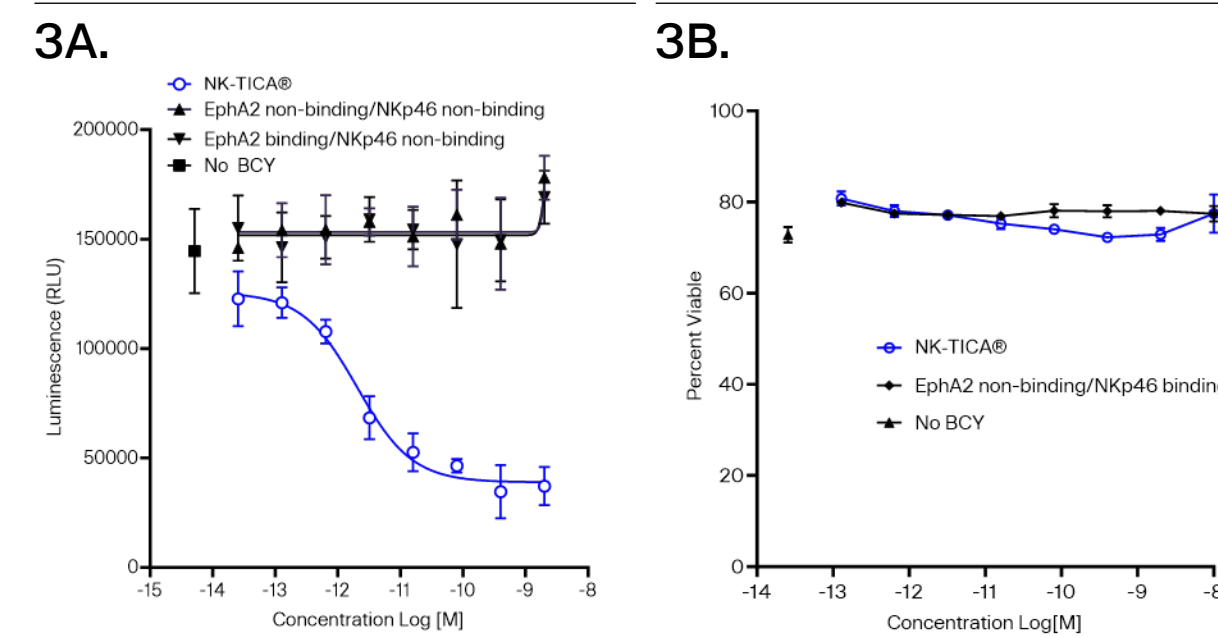 3A.
NK-TICA®
EphA2 non-binding/NKp46 non-binding
EphA2 binding/NKp46 non-binding
No BCY
200000
150000
100000
50000
0
Luminescence (RLU)
-15 -14 -13 -12 -11 -10 -9 -8
Concentration Log [M]
3B.
100
80
60
40
20
0
Percent Viable
NK-TICA®
EphA2 non-binding/NKp46 bindin
No BCY
-14 -13 -12 -11 -10 -9 -8
Concentration Log[M]